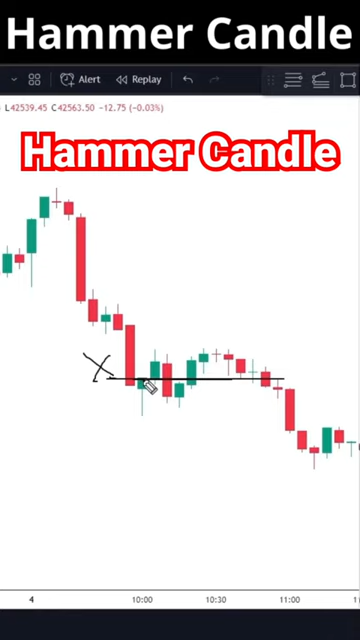 Hammer Candle
Alert Replay
L42539.45 C42563.50 −12.75 (−0.03%)
Hammer Candle
X
4 10:00 10:30 11:00 1